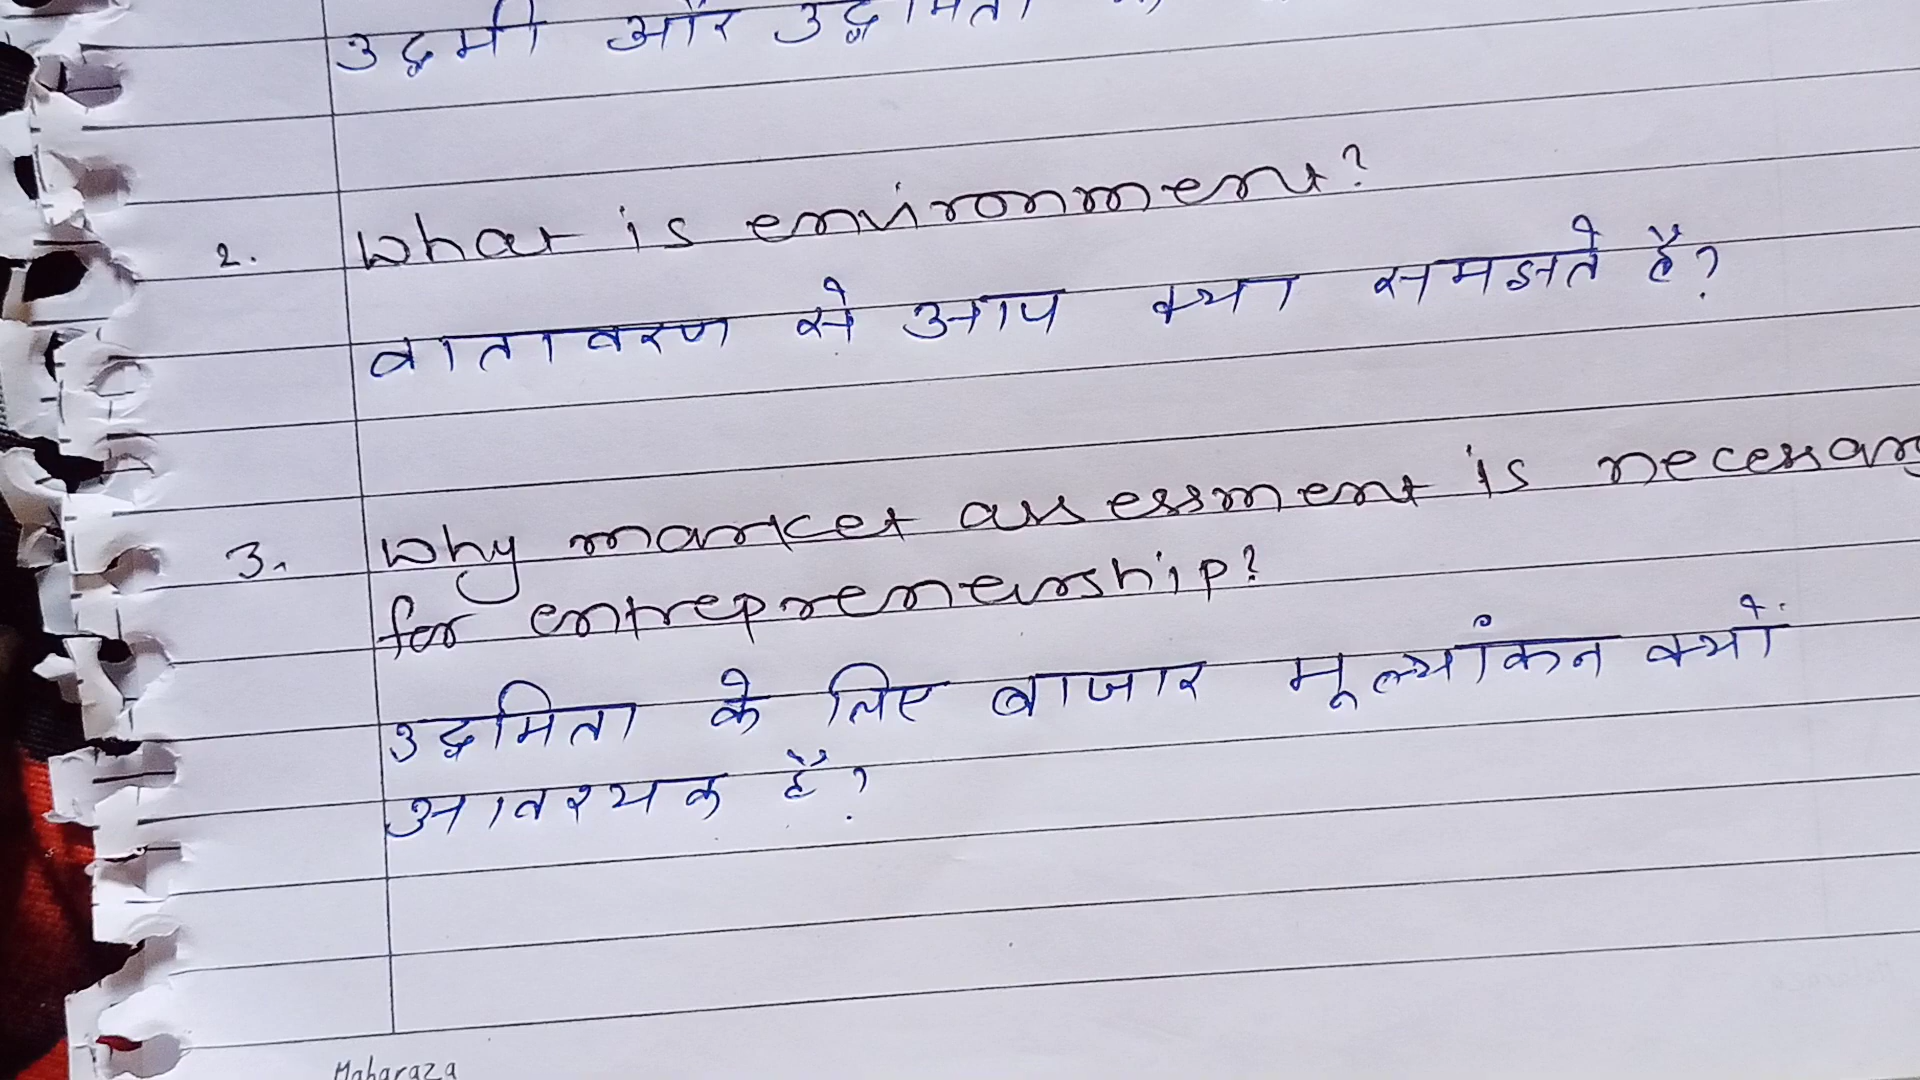 उद्यमी और उद्यमिता
2. What is environment?
वातावरण से आप क्या समझते हैं?
3. Why market assessment is necessary
for entrepreneurship?
उद्यमिता के लिए बाजार मूल्यांकन क्यों
आवश्यक है?
Maharaza